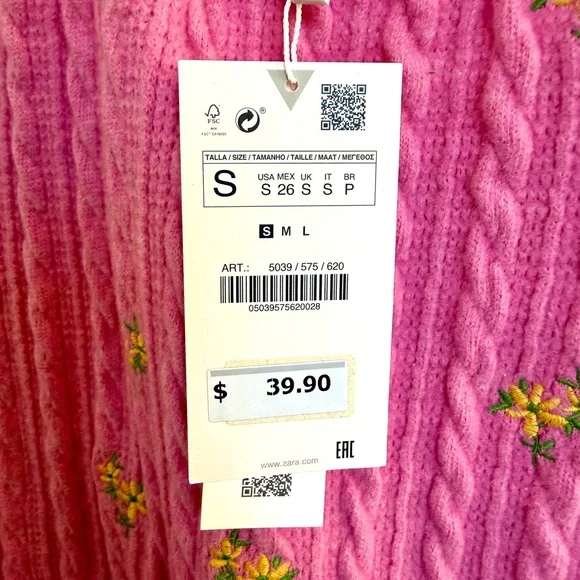 FSC
MIX
®
TALLA / SIZE / TAMANHO / TAILLE / MAAT / ΜΕΓΕΘΟΣ
S
USA MEX UK IT BR
S 26 S S P
S M L
ART.: 5039 / 575 / 620
05039575620028
$ 39.90
www.zara.com
EAC